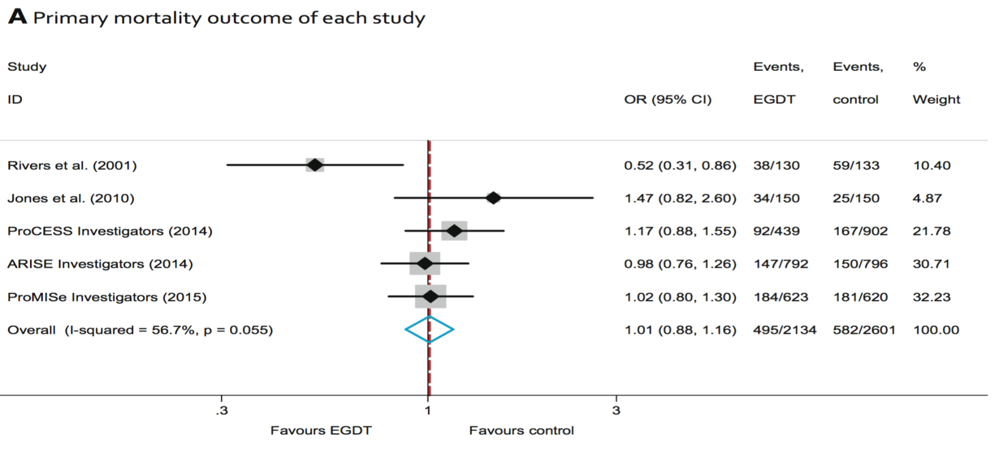 A Primary mortality outcome of each study
Study Events, Events, %
ID OR (95% CI) EGDT control Weight
Rivers et al. (2001) 0.52 (0.31, 0.86) 38/130 59/133 10.40
Jones et al. (2010) 1.47 (0.82, 2.60) 34/150 25/150 4.87
ProCESS Investigators (2014) 1.17 (0.88, 1.55) 92/439 167/902 21.78
ARISE Investigators (2014) 0.98 (0.76, 1.26) 147/792 150/796 30.71
ProMISe Investigators (2015) 1.02 (0.80, 1.30) 184/623 181/620 32.23
Overall (I-squared = 56.7%, p = 0.055) 1.01 (0.88, 1.16) 495/2134 582/2601 100.00
.3 1 3
Favours EGDT Favours control